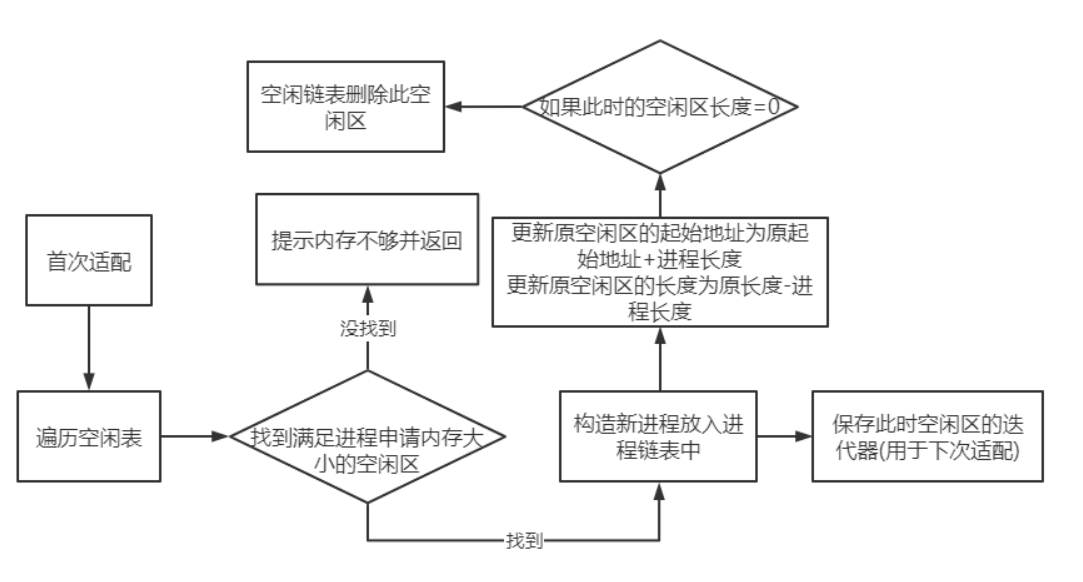 空闲链表删除此空
闲区
如果此时的空闲区长度=0
首次适配
提示内存不够并返回
更新原空闲区的起始地址为原起
始地址+进程长度
更新原空闲区的长度为原长度-进
程长度
没找到
遍历空闲表
找到满足进程申请内存大
小的空闲区
构造新进程放入进
程链表中
保存此时空闲区的迭
代器(用于下次适配)
找到